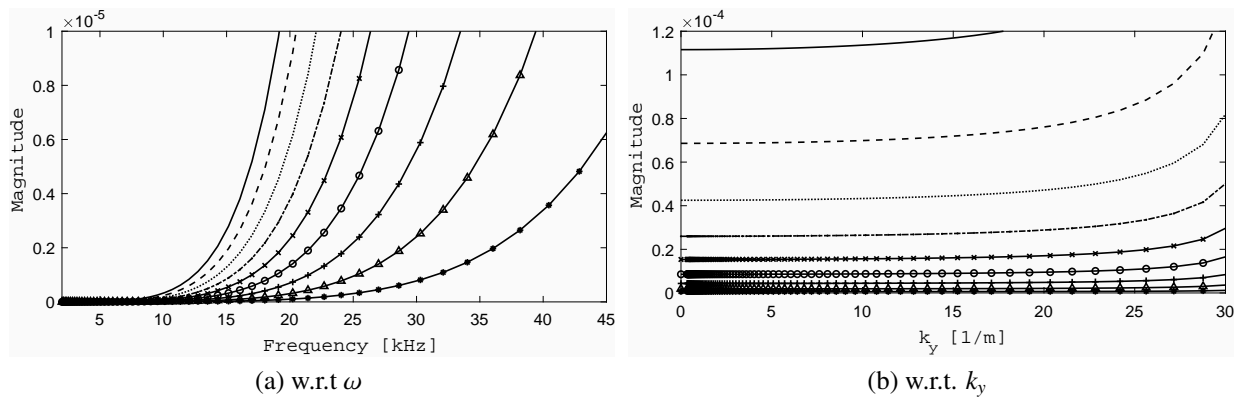 ×10⁻⁵
1
0.8
0.6
0.4
0.2
0
Magnitude
5 10 15 20 25 30 35 40 45
Frequency [kHz]
(a) w.r.t ω
×10⁻⁴
1.2
1
0.8
0.6
0.4
0.2
0
Magnitude
0 5 10 15 20 25 30
k_y [1/m]
(b) w.r.t. k_y